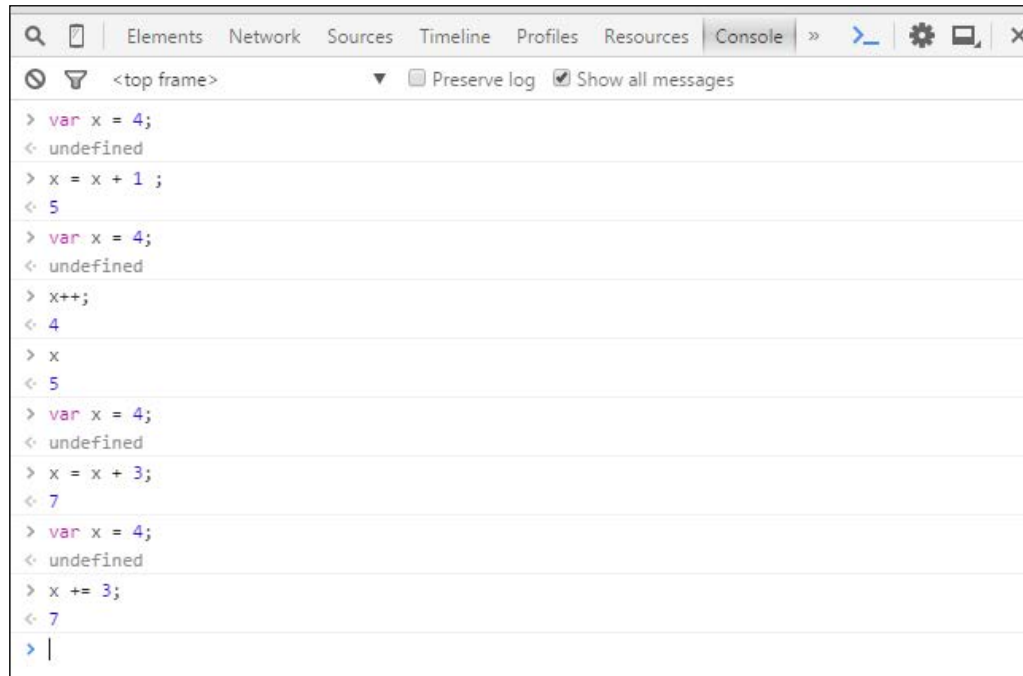 Elements Network Sources Timeline Profiles Resources Console » >_
<top frame> ▼ Preserve log Show all messages
> var x = 4;
<· undefined
> x = x + 1 ;
<· 5
> var x = 4;
<· undefined
> x++;
<· 4
> x
<· 5
> var x = 4;
<· undefined
> x = x + 3;
<· 7
> var x = 4;
<· undefined
> x += 3;
<· 7
>